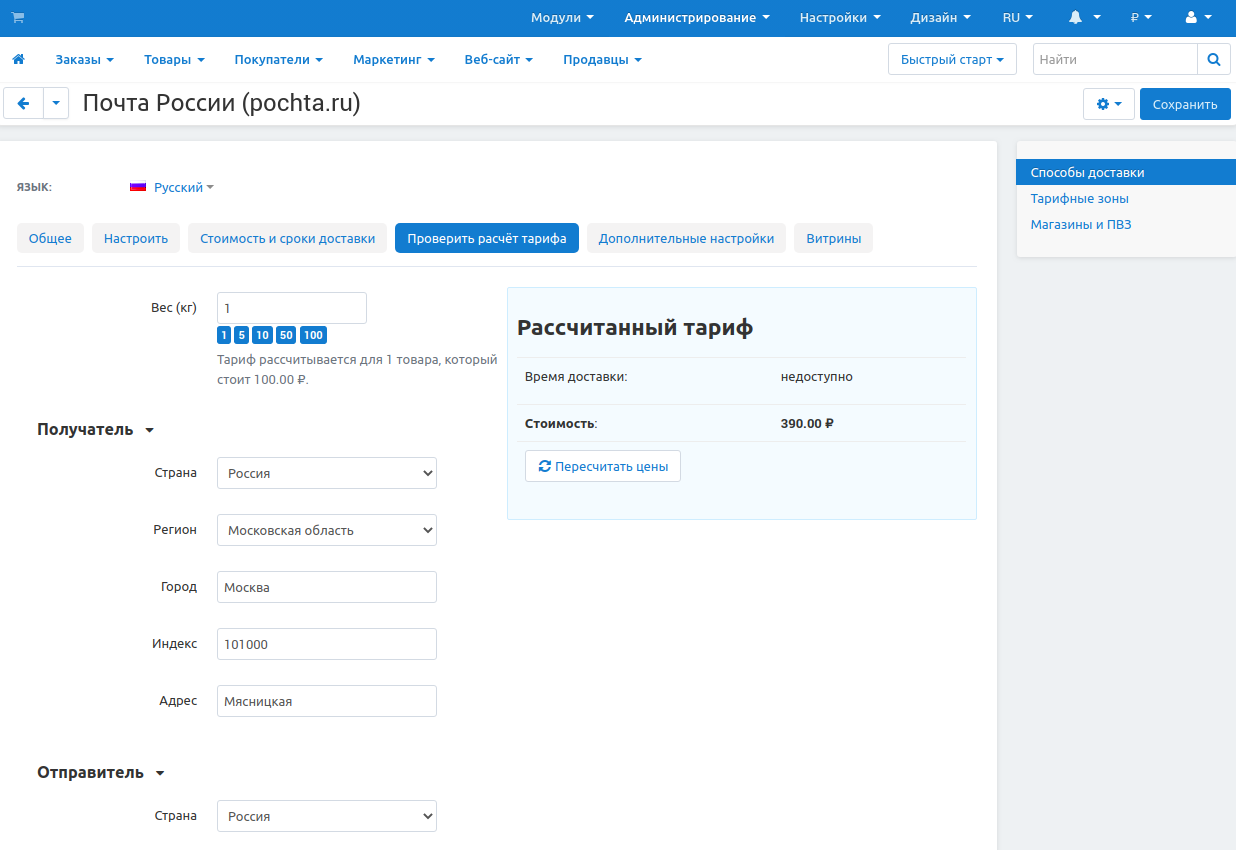 Модули Администрирование Настройки Дизайн RU ₽
Заказы Товары Покупатели Маркетинг Веб-сайт Продавцы Быстрый старт Найти
Почта России (pochta.ru) Сохранить
ЯЗЫК: Русский
Общее Настроить Стоимость и сроки доставки Проверить расчёт тарифа Дополнительные настройки Витрины
Вес (кг) 1
1 5 10 50 100
Тариф рассчитывается для 1 товара, который
стоит 100.00 ₽.
Получатель
Страна Россия
Регион Московская область
Город Москва
Индекс 101000
Адрес Мясницкая
Отправитель
Страна Россия
Рассчитанный тариф
Время доставки: недоступно
Стоимость: 390.00 ₽
Пересчитать цены
Способы доставки
Тарифные зоны
Магазины и ПВЗ